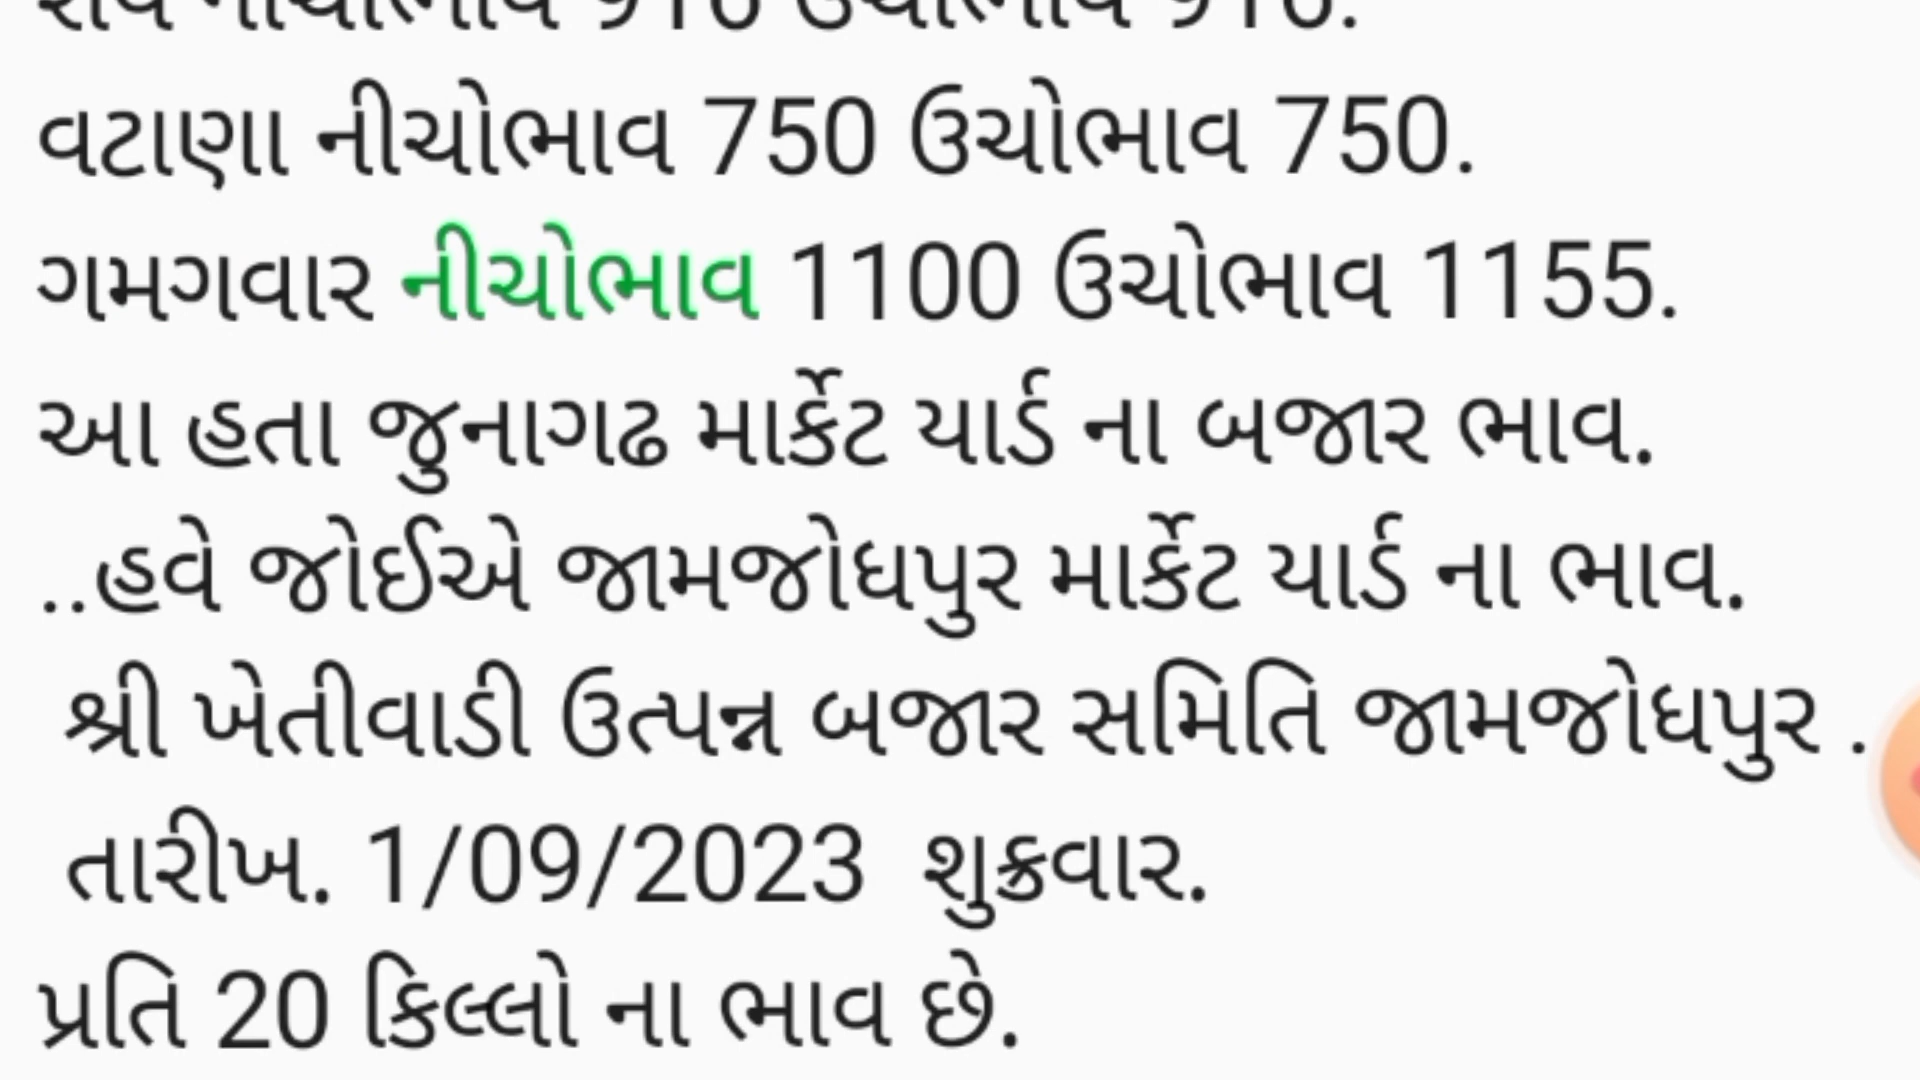 વટાણા નીચોભાવ 750 ઉચોભાવ 750.
ગમગવાર નીચોભાવ 1100 ઉચોભાવ 1155.
આ હતા જુનાગઢ માર્કેટ યાર્ડ ના બજાર ભાવ.
..હવે જોઈએ જામજોધપુર માર્કેટ યાર્ડ ના ભાવ.
શ્રી ખેતીવાડી ઉત્પન્ન બજાર સમિતિ જામજોધપુર .
તારીખ. 1/09/2023 શુક્રવાર.
પ્રતિ 20 કિલ્લો ના ભાવ છે.